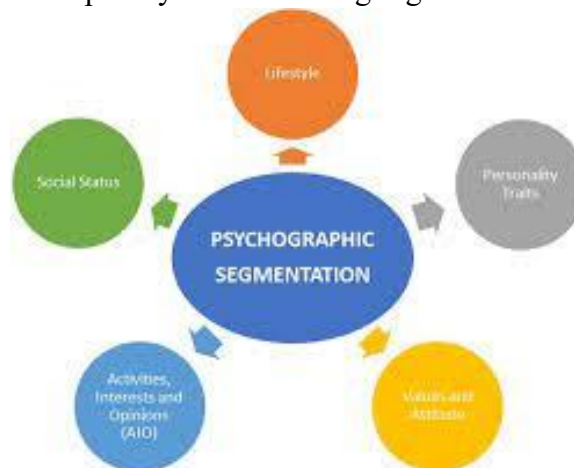 Lifestyle
Social Status
Personality
Traits
PSYCHOGRAPHIC
SEGMENTATION
Activities,
Interests and
Opinions
(AIO)
Values and
Attitude